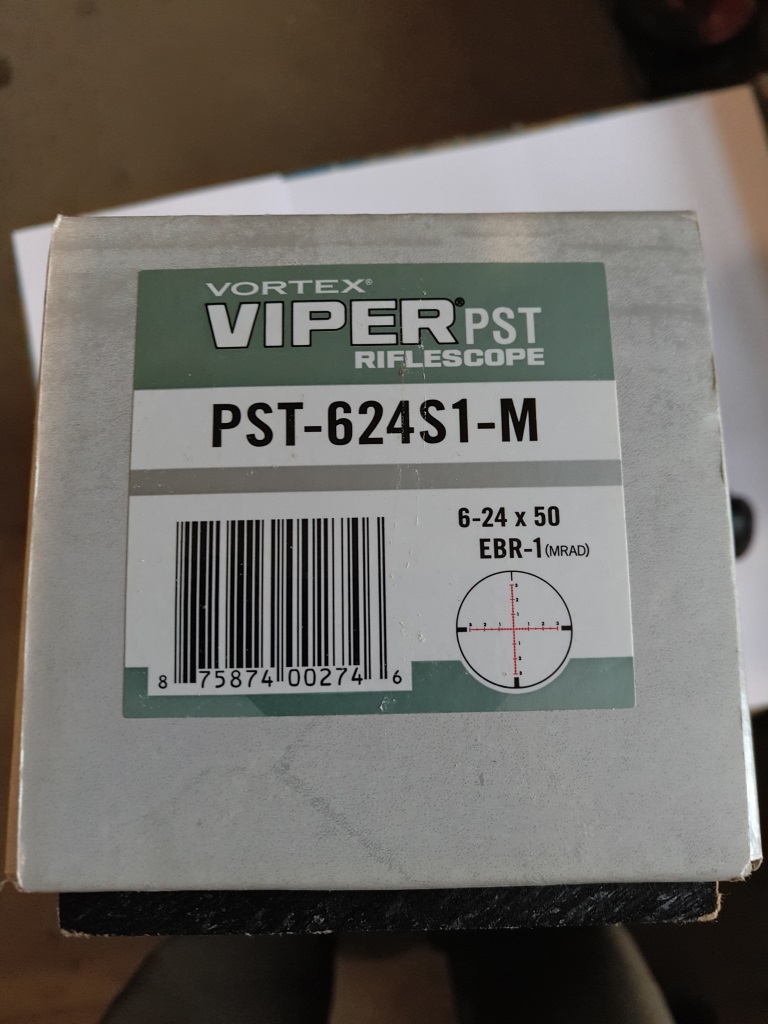 VORTEX®
VIPER® PST
RIFLESCOPE
PST-624S1-M
6-24 x 50
EBR-1 (MRAD)
8 75874 00274 6